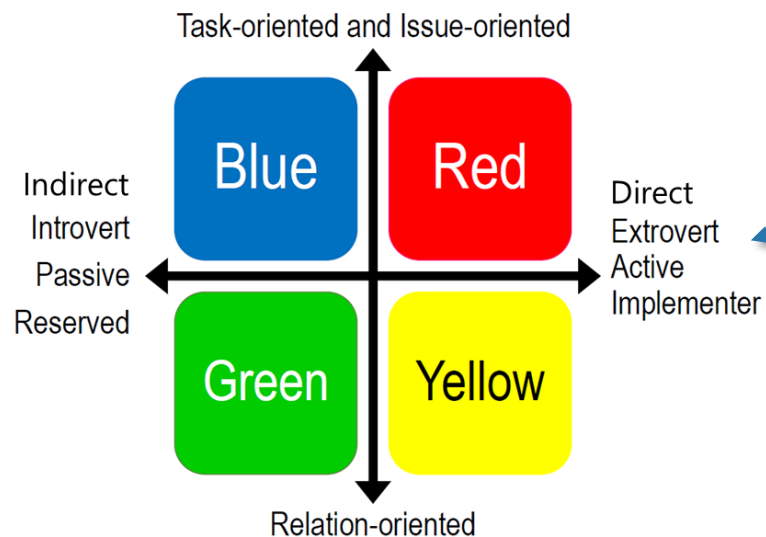 Task-oriented and Issue-oriented
Blue
Red
Indirect
Introvert
Passive
Reserved
Direct
Extrovert
Active
Implementer
Green
Yellow
Relation-oriented